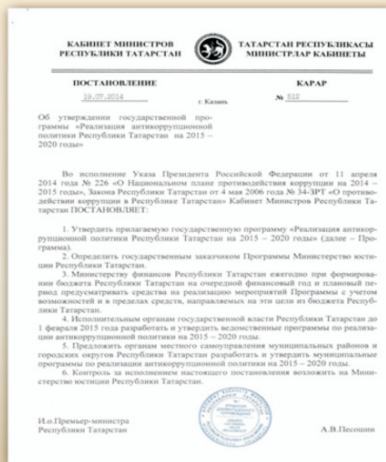 КАБИНЕТ МИНИСТРОВ
РЕСПУБЛИКИ ТАТАРСТАН
ТАТАРСТАН РЕСПУБЛИКАСЫ
МИНИСТРЛАР КАБИНЕТЫ
ПОСТАНОВЛЕНИЕ
КАРАР
19.07.2014
г. Казань
№ 512
Об утверждении государственной про-
граммы «Реализация антикоррупционной
политики Республики Татарстан на 2015 –
2020 годы»
Во исполнение Указа Президента Российской Федерации от 11 апреля
2014 года № 226 «О Национальном плане противодействия коррупции на 2014 –
2015 годы», Закона Республики Татарстан от 4 мая 2006 года № 34-ЗРТ «О противо-
действии коррупции в Республике Татарстан» Кабинет Министров Республики Та-
тарстан ПОСТАНОВЛЯЕТ:
1. Утвердить прилагаемую государственную программу «Реализация антикор-
рупционной политики Республики Татарстан на 2015 – 2020 годы» (далее – Про-
грамма).
2. Определить государственным заказчиком Программы Министерство юсти-
ции Республики Татарстан.
3. Министерству финансов Республики Татарстан ежегодно при формирова-
нии бюджета Республики Татарстан на очередной финансовый год и плановый пе-
риод предусматривать средства на реализацию мероприятий Программы с учетом
возможностей и в пределах средств, направляемых на эти цели из бюджета Респуб-
лики Татарстан.
4. Исполнительным органам государственной власти Республики Татарстан до
1 февраля 2015 года разработать и утвердить ведомственные программы по реализа-
ции антикоррупционной политики на 2015 – 2020 годы.
5. Предложить органам местного самоуправления муниципальных районов и
городских округов Республики Татарстан разработать и утвердить муниципальные
программы по реализации антикоррупционной политики на 2015 – 2020 годы.
6. Контроль за исполнением настоящего постановления возложить на Мини-
стерство юстиции Республики Татарстан.
И.о.Премьер-министра
Республики Татарстан
А.В.Песошин